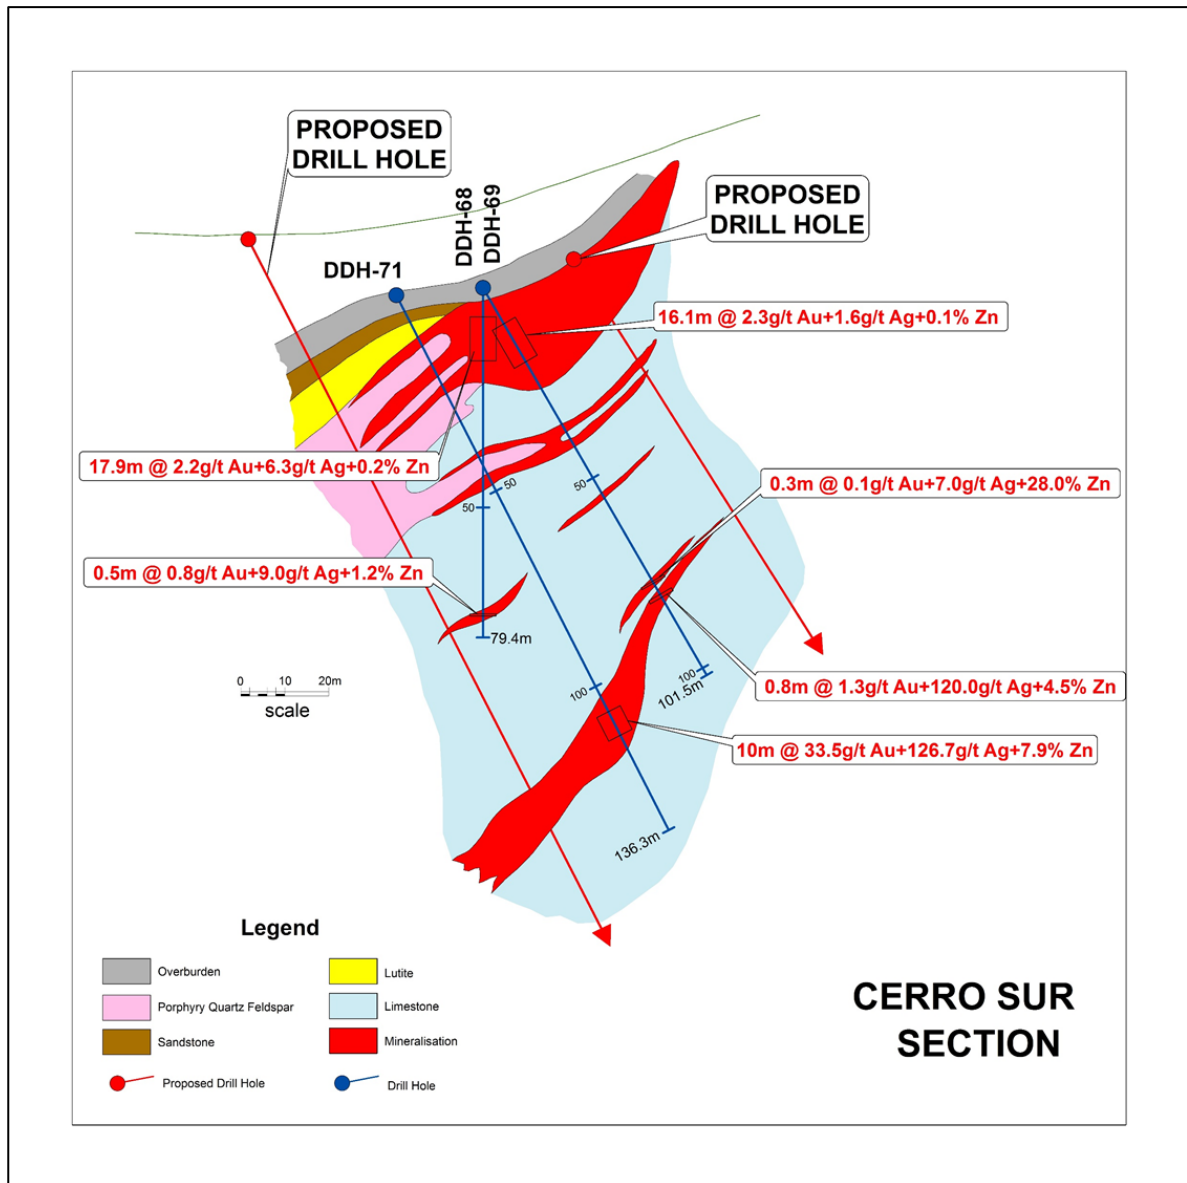 PROPOSED
DRILL HOLE
DDH-68
DDH-69
PROPOSED
DRILL HOLE
DDH-71
16.1m @ 2.3g/t Au+1.6g/t Ag+0.1% Zn
17.9m @ 2.2g/t Au+6.3g/t Ag+0.2% Zn
50
50
50
0.3m @ 0.1g/t Au+7.0g/t Ag+28.0% Zn
0.5m @ 0.8g/t Au+9.0g/t Ag+1.2% Zn
79.4m
100
100
101.5m
0.8m @ 1.3g/t Au+120.0g/t Ag+4.5% Zn
0 10 20m
scale
10m @ 33.5g/t Au+126.7g/t Ag+7.9% Zn
136.3m
Legend
Overburden
Lutite
Porphyry Quartz Feldspar
Limestone
Sandstone
Mineralisation
Proposed Drill Hole
Drill Hole
CERRO SUR
SECTION